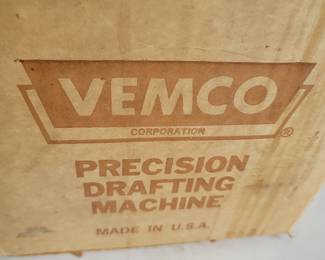 VEMCO
CORPORATION
®
PRECISION
DRAFTING
MACHINE
MADE IN U.S.A.